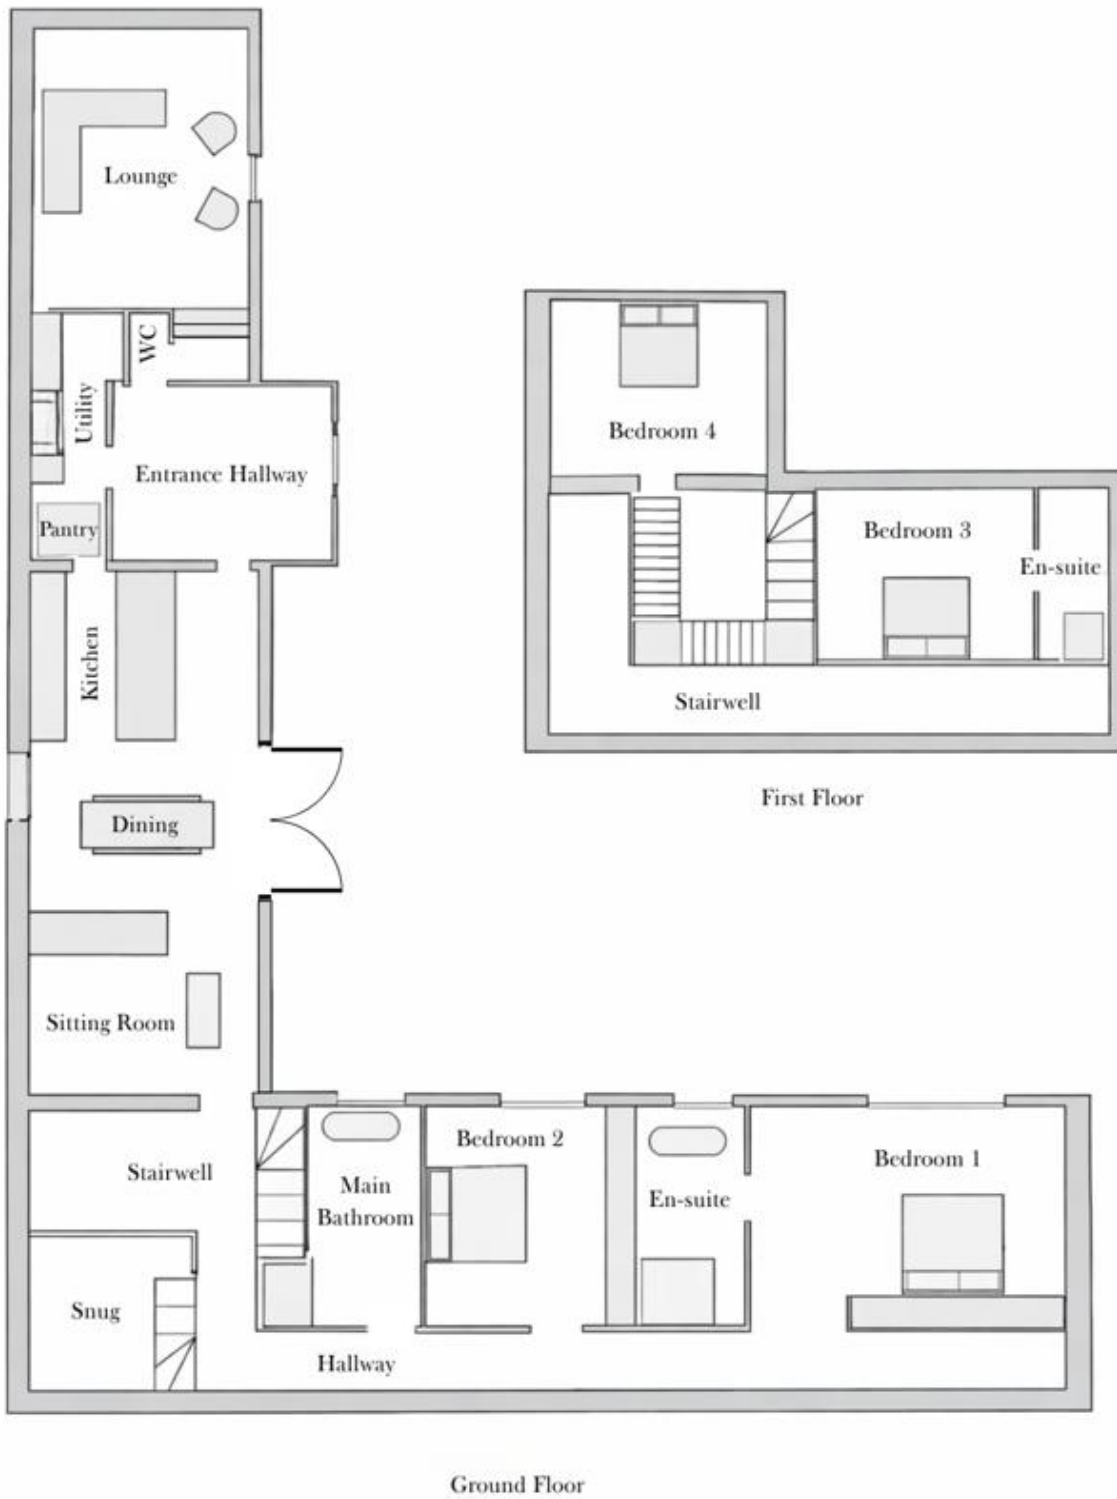 Lounge
WC
Utility
Entrance Hallway
Pantry
Kitchen
Dining
Sitting Room
Stairwell
Snug
Main
Bathroom
Bedroom 2
En-suite
Bedroom 1
Hallway
Ground Floor
Bedroom 4
Bedroom 3
En-suite
Stairwell
First Floor